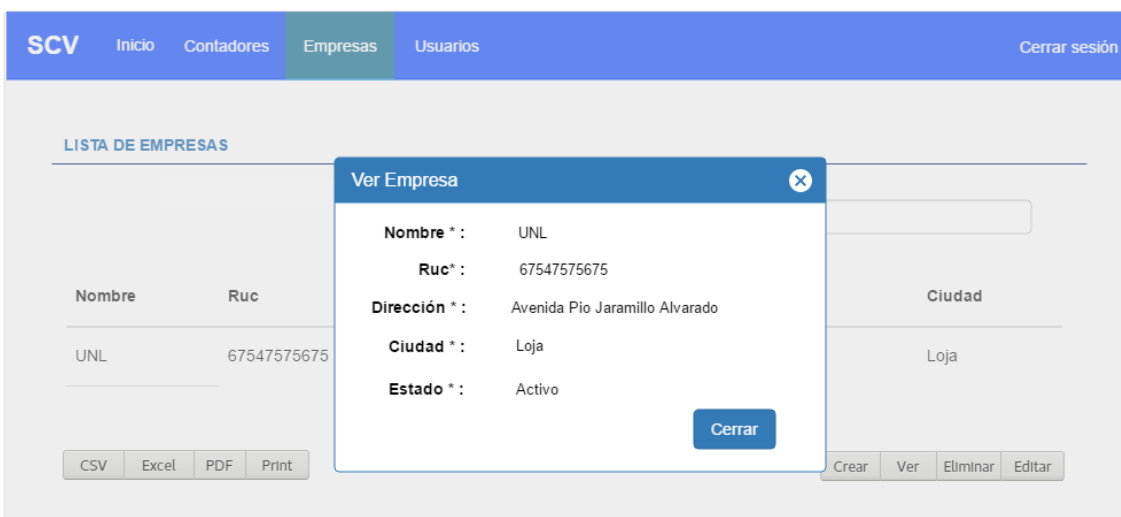 SCV Inicio Contadores Empresas Usuarios Cerrar sesión
LISTA DE EMPRESAS
Ver Empresa
Nombre * : UNL
Ruc* : 67547575675
Dirección * : Avenida Pio Jaramillo Alvarado
Ciudad * : Loja
Estado * : Activo
Cerrar
Nombre Ruc Ciudad
UNL 67547575675 Loja
CSV Excel PDF Print Crear Ver Eliminar Editar